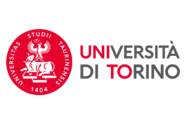 UNIVERSITAS STUDII TAURINENSIS
1404
UNIVERSITÀ
DI TORINO